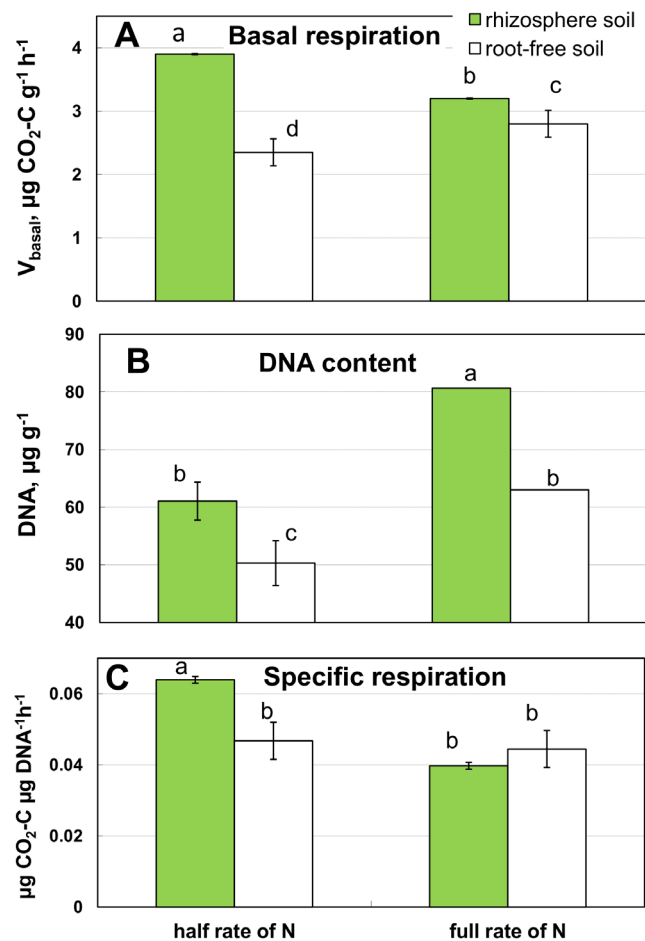 rhizosphere soil
root-free soil
A
Basal respiration
a
d
b
c
4
3
2
1
0
V_basal, µg CO₂-C g⁻¹ h⁻¹
B
DNA content
b
c
a
b
90
80
70
60
50
40
DNA, µg g⁻¹
C
Specific respiration
a
b
b
b
0.06
0.04
0.02
0
µg CO₂-C µg DNA⁻¹h⁻¹
half rate of N
full rate of N